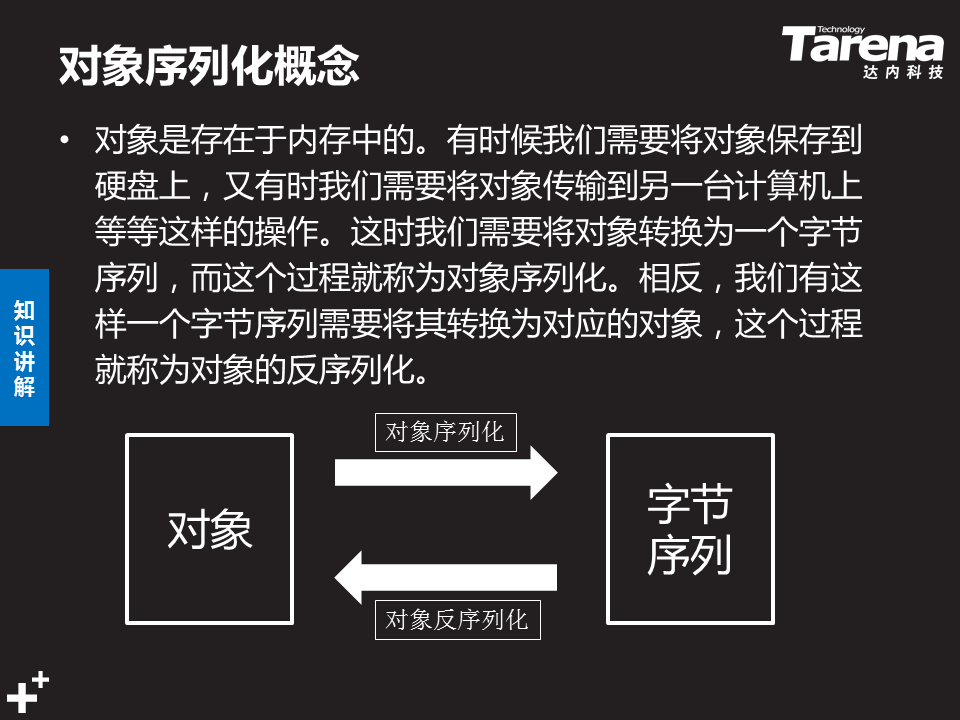 对象序列化概念
Technology
Tarena
达内科技
• 对象是存在于内存中的。有时候我们需要将对象保存到
硬盘上，又有时我们需要将对象传输到另一台计算机上
等等这样的操作。这时我们需要将对象转换为一个字节
序列，而这个过程就称为对象序列化。相反，我们有这
样一个字节序列需要将其转换为对应的对象，这个过程
就称为对象的反序列化。
知
识
讲
解
对象序列化
对象
字节
序列
对象反序列化